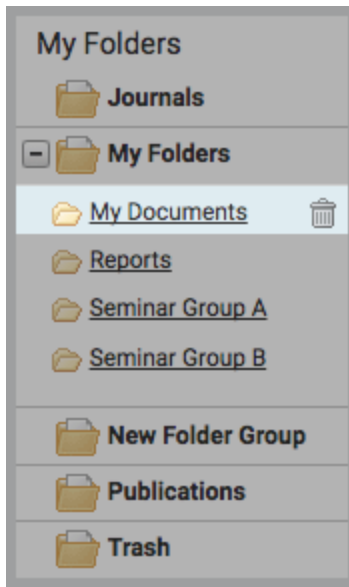 My Folders
Journals
My Folders
My Documents
Reports
Seminar Group A
Seminar Group B
New Folder Group
Publications
Trash